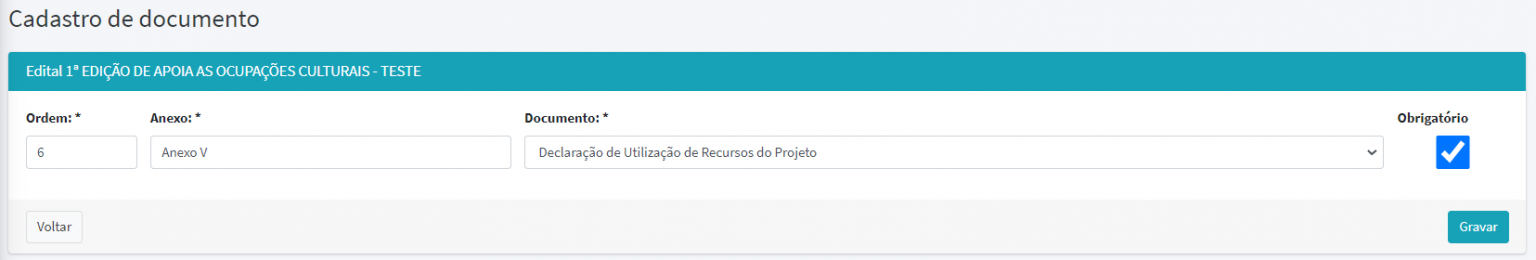 Cadastro de documento
Edital 1ª EDIÇÃO DE APOIA AS OCUPAÇÕES CULTURAIS - TESTE
Ordem: * Anexo: * Documento: * Obrigatório
6 Anexo V Declaração de Utilização de Recursos do Projeto
Voltar Gravar